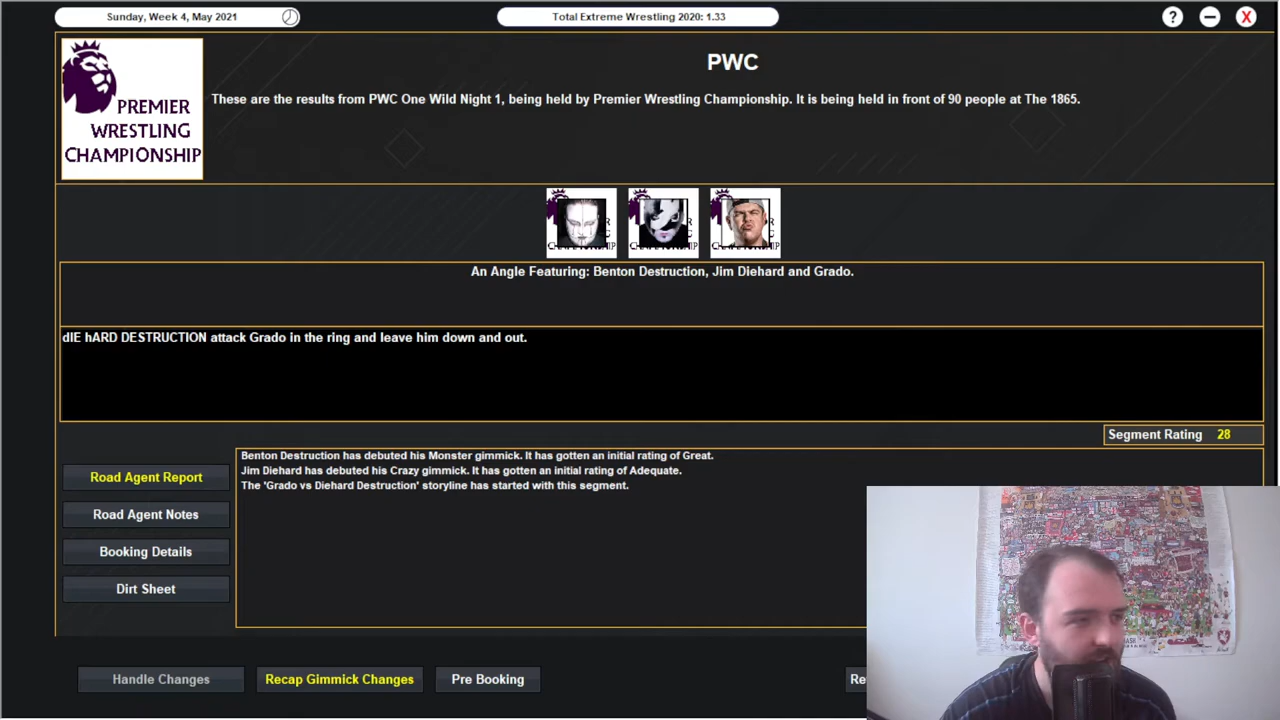 Sunday, Week 4, May 2021
Total Extreme Wrestling 2020: 1.33
?
X
PREMIER
WRESTLING
CHAMPIONSHIP
PWC
These are the results from PWC One Wild Night 1, being held by Premier Wrestling Championship. It is being held in front of 90 people at The 1865.
An Angle Featuring: Benton Destruction, Jim Diehard and Grado.
dIE hARD DESTRUCTION attack Grado in the ring and leave him down and out.
Segment Rating 28
Road Agent Report
Road Agent Notes
Booking Details
Dirt Sheet
Benton Destruction has debuted his Monster gimmick. It has gotten an initial rating of Great.
Jim Diehard has debuted his Crazy gimmick. It has gotten an initial rating of Adequate.
The 'Grado vs Diehard Destruction' storyline has started with this segment.
Handle Changes
Recap Gimmick Changes
Pre Booking